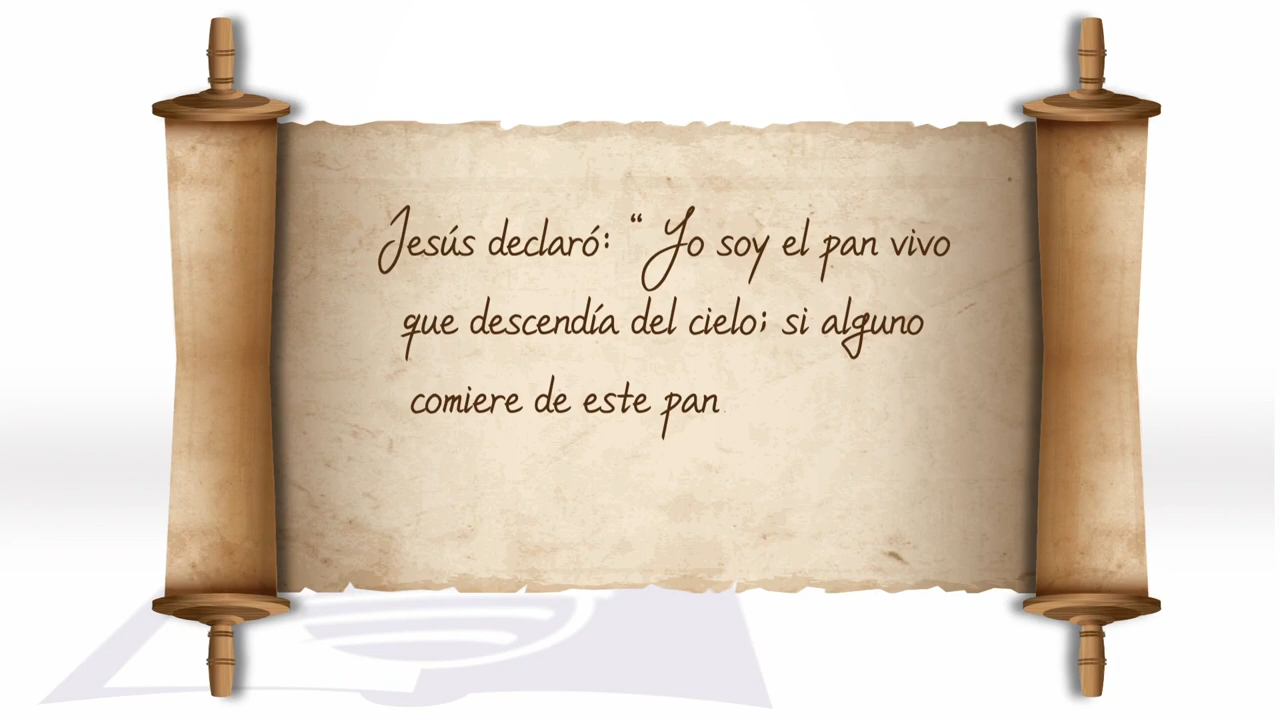 Jesús declaró: “ Yo soy el pan vivo
que descendía del cielo; si alguno
comiere de este pan